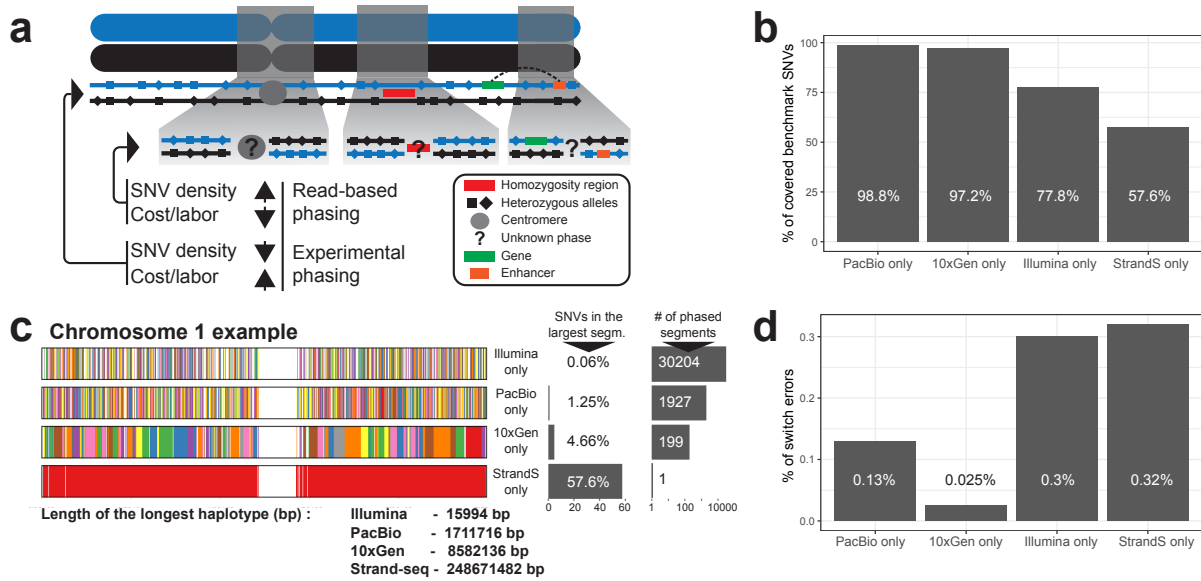 a
?
?
?
SNV density
Cost/labor
Read-based
phasing
SNV density
Cost/labor
Experimental
phasing
Homozygosity region
Heterozygous alleles
Centromere
? Unknown phase
Gene
Enhancer
b
% of covered benchmark SNVs
100
75
50
25
0
98.8%
97.2%
77.8%
57.6%
PacBio only
10xGen only
Illumina only
StrandS only
c
Chromosome 1 example
SNVs in the
largest segm.
# of phased
segments
Illumina
only
0.06%
30204
PacBio
only
1.25%
1927
10xGen
only
4.66%
199
StrandS
only
57.6%
1
0 20 40 60
1 100 10000
Length of the longest haplotype (bp) :
Illumina - 15994 bp
PacBio - 1711716 bp
10xGen - 8582136 bp
Strand-seq - 248671482 bp
d
% of switch errors
0.3
0.2
0.1
0.0
0.13%
0.025%
0.3%
0.32%
PacBio only
10xGen only
Illumina only
StrandS only